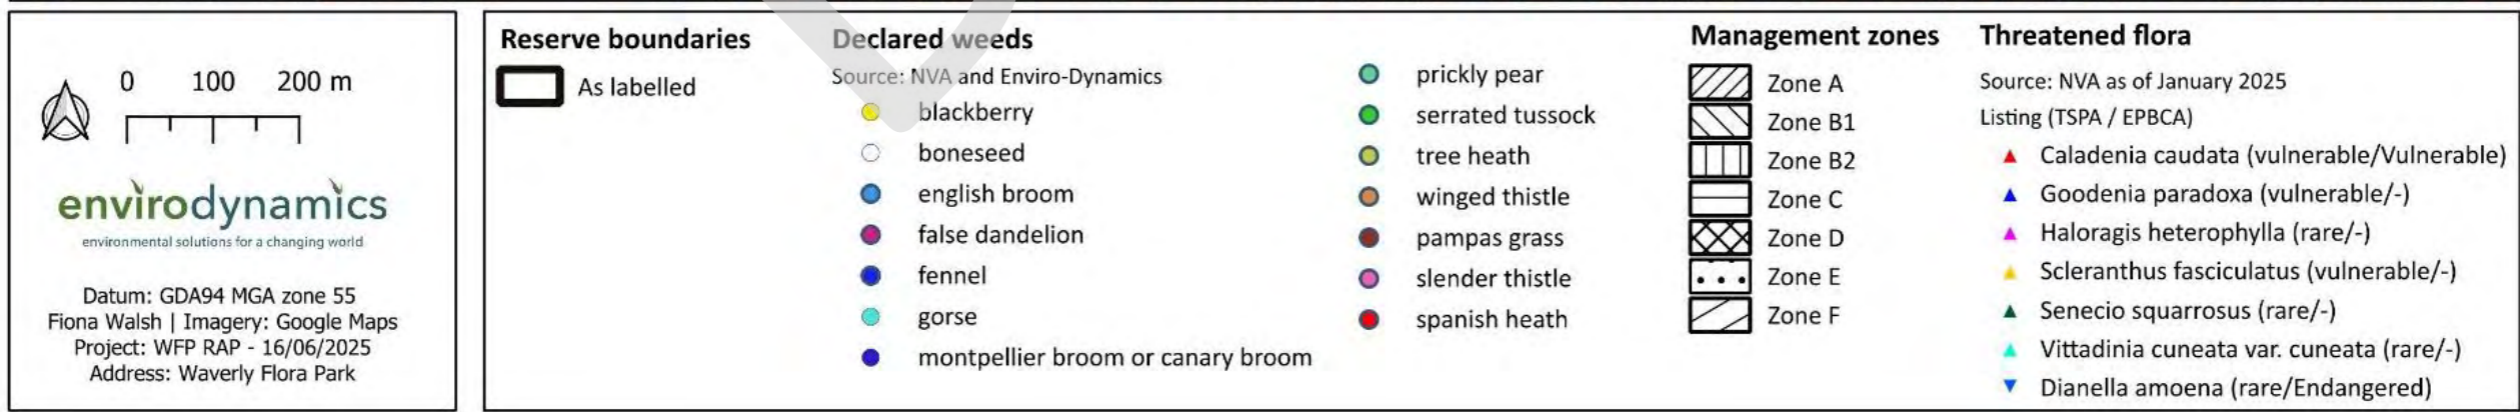 0 100 200 m
envirodynamics
environmental solutions for a changing world
Datum: GDA94 MGA zone 55
Fiona Walsh | Imagery: Google Maps
Project: WFP RAP - 16/06/2025
Address: Waverly Flora Park
Reserve boundaries
As labelled
Declared weeds
Source: NVA and Enviro-Dynamics
blackberry
boneseed
english broom
false dandelion
fennel
gorse
montpellier broom or canary broom
prickly pear
serrated tussock
tree heath
winged thistle
pampas grass
slender thistle
spanish heath
Management zones
Zone A
Zone B1
Zone B2
Zone C
Zone D
Zone E
Zone F
Threatened flora
Source: NVA as of January 2025
Listing (TSPA / EPBCA)
Caladenia caudata (vulnerable/Vulnerable)
Goodenia paradoxa (vulnerable/-)
Haloragis heterophylla (rare/-)
Scleranthus fasciculatus (vulnerable/-)
Senecio squarrosus (rare/-)
Vittadinia cuneata var. cuneata (rare/-)
Dianella amoena (rare/Endangered)